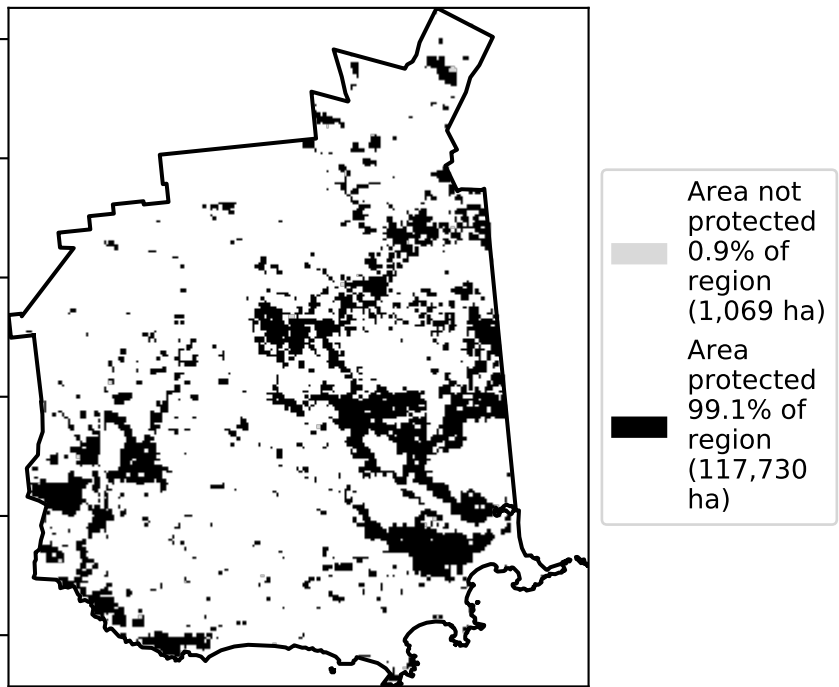 Area not
protected
0.9% of
region
(1,069 ha)
Area
protected
99.1% of
region
(117,730
ha)